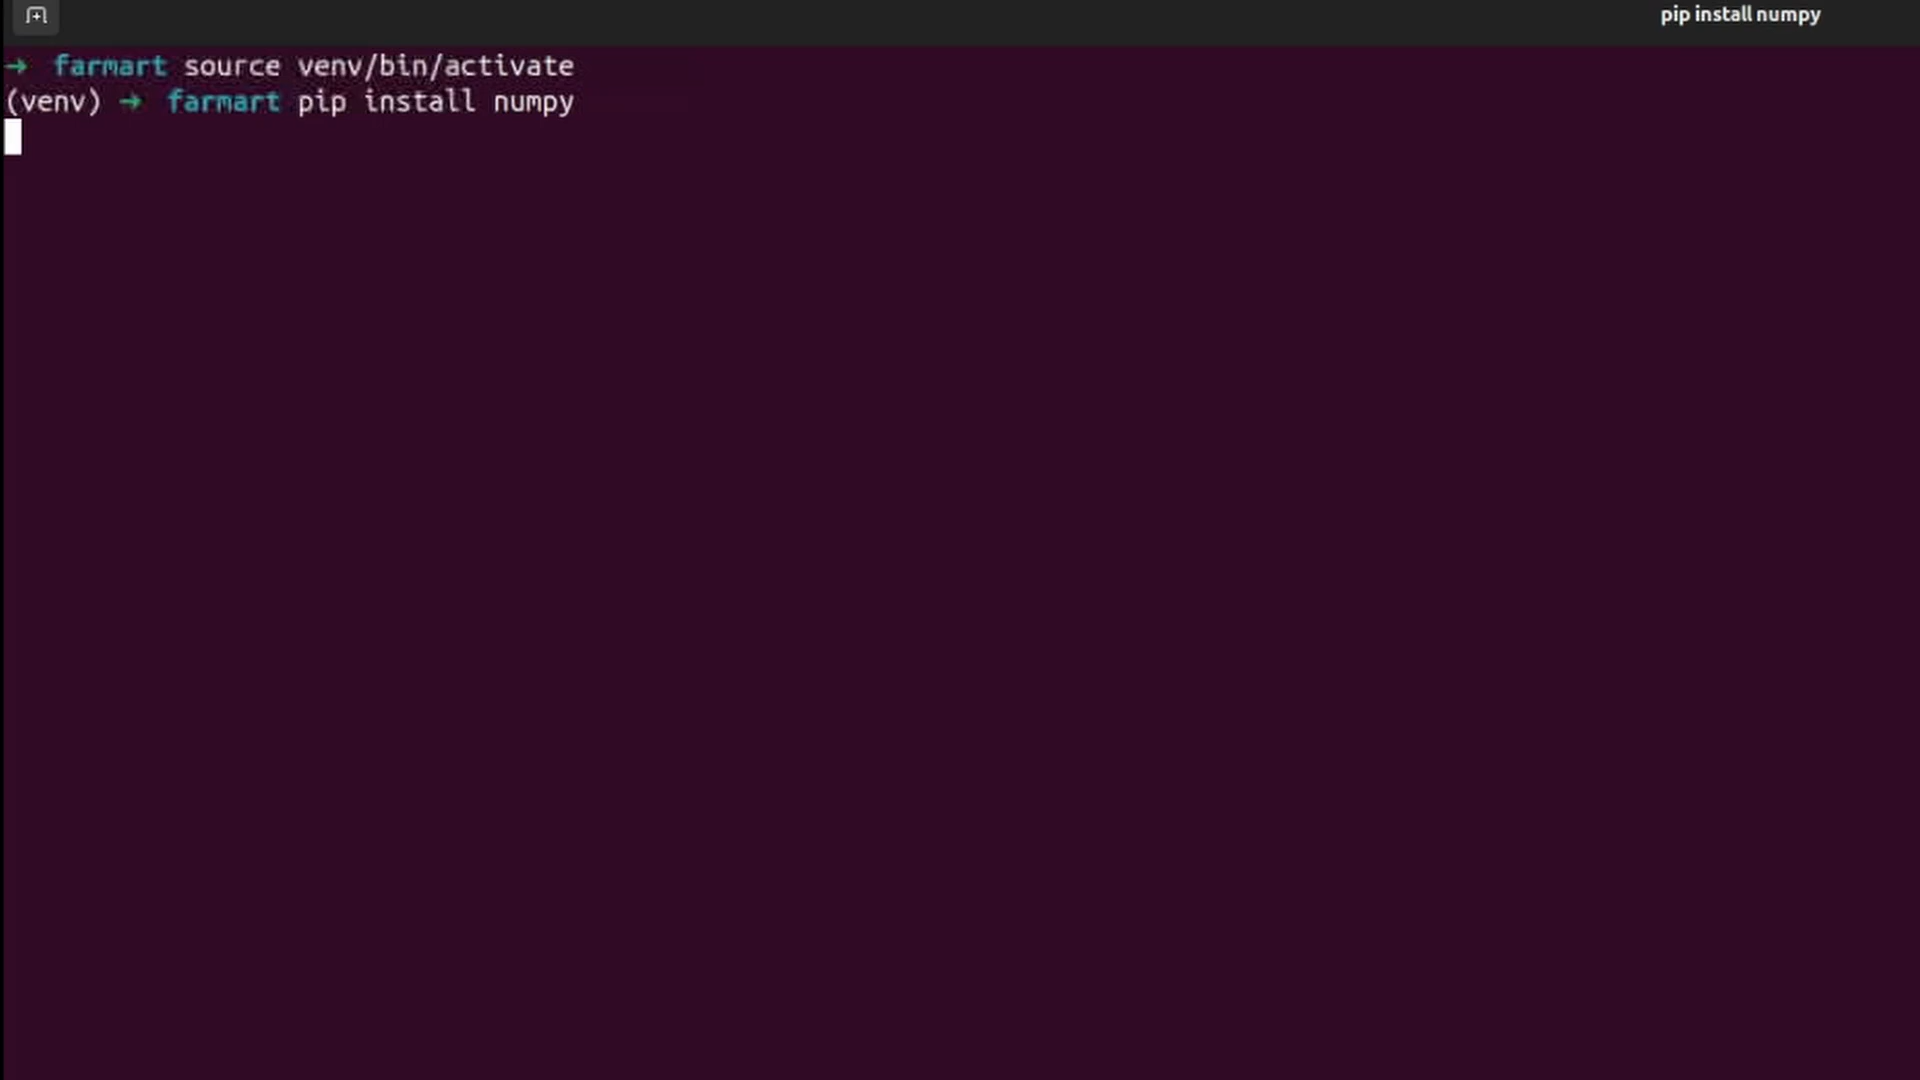 pip install numpy
→ farmart source venv/bin/activate
(venv) → farmart pip install numpy